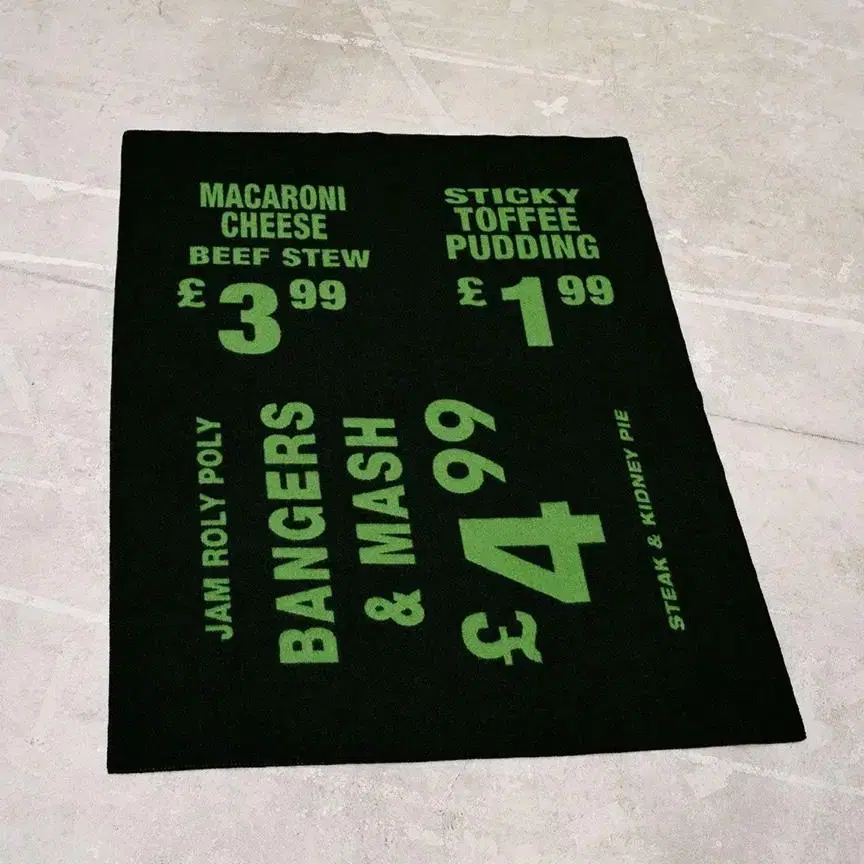 MACARONI
CHEESE
BEEF STEW
£3 99
STICKY
TOFFEE
PUDDING
£1 99
JAM ROLY POLY
BANGERS
& MASH
£4 99
STEAK & KIDNEY PIE